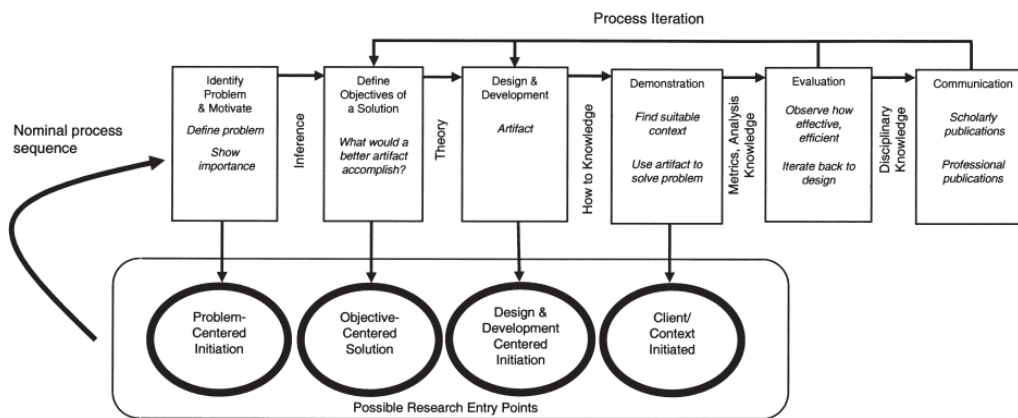 Process Iteration
Nominal process
sequence
Identify
Problem
& Motivate
Define problem
Show
importance
Inference
Define
Objectives of
a Solution
What would a
better artifact
accomplish?
Theory
Design &
Development
Artifact
How to Knowledge
Demonstration
Find suitable
context
Use artifact to
solve problem
Metrics, Analysis
Knowledge
Evaluation
Observe how
effective,
efficient
Iterate back to
design
Disciplinary
Knowledge
Communication
Scholarly
publications
Professional
publications
Problem-
Centered
Initiation
Objective-
Centered
Solution
Design &
Development
Centered
Initiation
Client/
Context
Initiated
Possible Research Entry Points